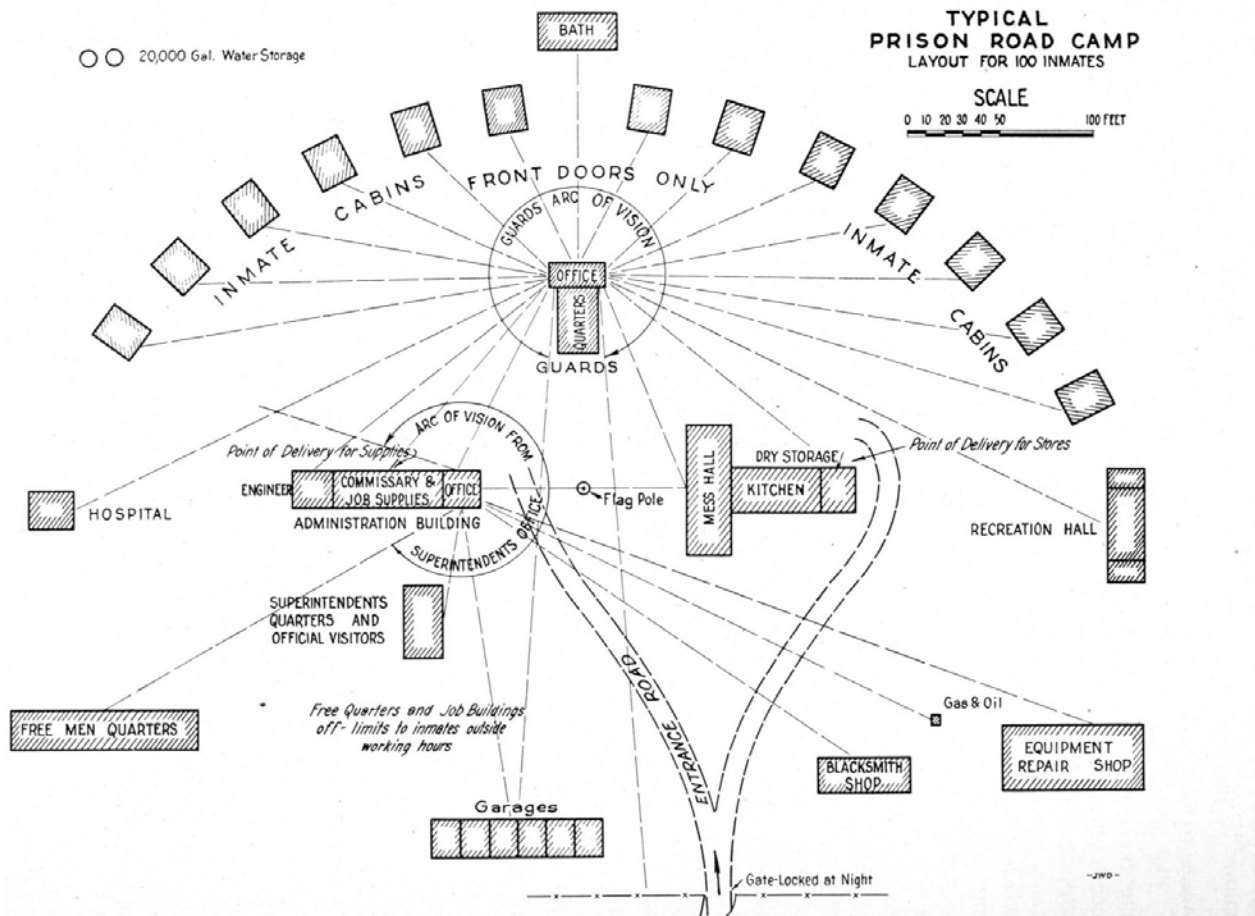 TYPICAL
PRISON ROAD CAMP
LAYOUT FOR 100 INMATES
SCALE
0 10 20 30 40 50 100 FEET
20,000 Gal. Water Storage
BATH
INMATE CABINS FRONT DOORS ONLY INMATE CABINS
GUARDS ARC OF VISION
OFFICE
QUARTERS
GUARDS
ARC OF VISION FROM
SUPERINTENDENTS OFFICE
Point of Delivery for Supplies
ENGINEER
COMMISSARY &
JOB SUPPLIES
OFFICE
ADMINISTRATION BUILDING
HOSPITAL
Flag Pole
MESS HALL
KITCHEN
DRY STORAGE
Point of Delivery for Stores
RECREATION HALL
SUPERINTENDENTS
QUARTERS AND
OFFICIAL VISITORS
FREE MEN QUARTERS
Free Quarters and Job Buildings
off-limits to inmates outside
working hours
ENTRANCE ROAD
Gas & Oil
BLACKSMITH
SHOP
EQUIPMENT
REPAIR SHOP
Garages
Gate-Locked at Night
-JWD-